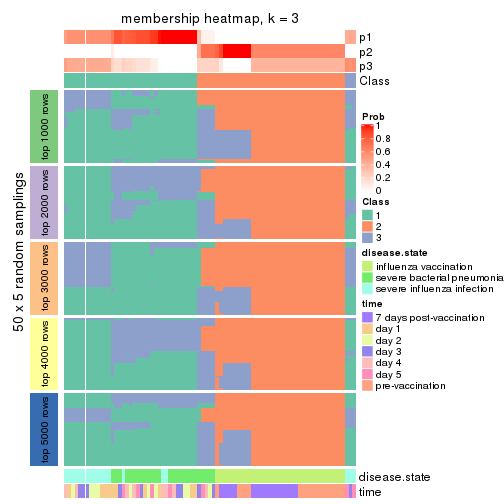 membership heatmap, k = 3
p1
p2
p3
Class
50 x 5 random samplings
top 1000 rows
top 2000 rows
top 3000 rows
top 4000 rows
top 5000 rows
disease.state
time
Prob
1
0.8
0.6
0.4
0.2
0
Class
1
2
3
disease.state
influenza vaccination
severe bacterial pneumonia
severe influenza infection
time
7 days post-vaccination
day 1
day 2
day 3
day 4
day 5
pre-vaccination